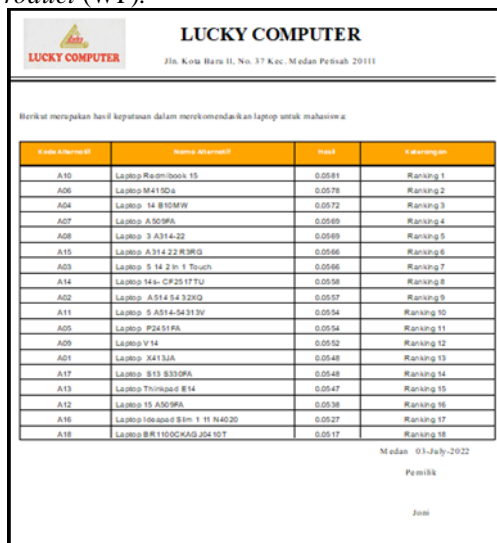 roduct (WP).
LUCKY COMPUTER
LUCKY COMPUTER
Jln. Kota Baru II, No. 37 Kec. Medan Petisah 20111
Berikut merupakan hasil keputusan dalam merekomendasikan laptop untuk mahasiswa:
Kode Alternatif Nama Alternatif Hasil Keterangan
A10 Laptop Redmibook 15 0.0581 Ranking 1
A06 Laptop M415Da 0.0578 Ranking 2
A04 Laptop 14 B10MW 0.0572 Ranking 3
A07 Laptop A509FA 0.0569 Ranking 4
A08 Laptop 3 A314-22 0.0569 Ranking 5
A15 Laptop A314 22 R3RG 0.0566 Ranking 6
A03 Laptop 5 14 2 In 1 Touch 0.0566 Ranking 7
A14 Laptop 14s- CF2517TU 0.0558 Ranking 8
A02 Laptop A514 54 32XQ 0.0557 Ranking 9
A11 Laptop 5 A514-54313V 0.0554 Ranking 10
A05 Laptop P2451FA 0.0554 Ranking 11
A09 Laptop V14 0.0552 Ranking 12
A01 Laptop X413JA 0.0548 Ranking 13
A17 Laptop S13 S330FA 0.0548 Ranking 14
A13 Laptop Thinkpad E14 0.0547 Ranking 15
A12 Laptop 15 A509FA 0.0538 Ranking 16
A16 Laptop Ideapad Slim 1 11 N4020 0.0527 Ranking 17
A18 Laptop BR1100CKAG J0410T 0.0517 Ranking 18
Medan 03-July-2022
Pemilik
Joni